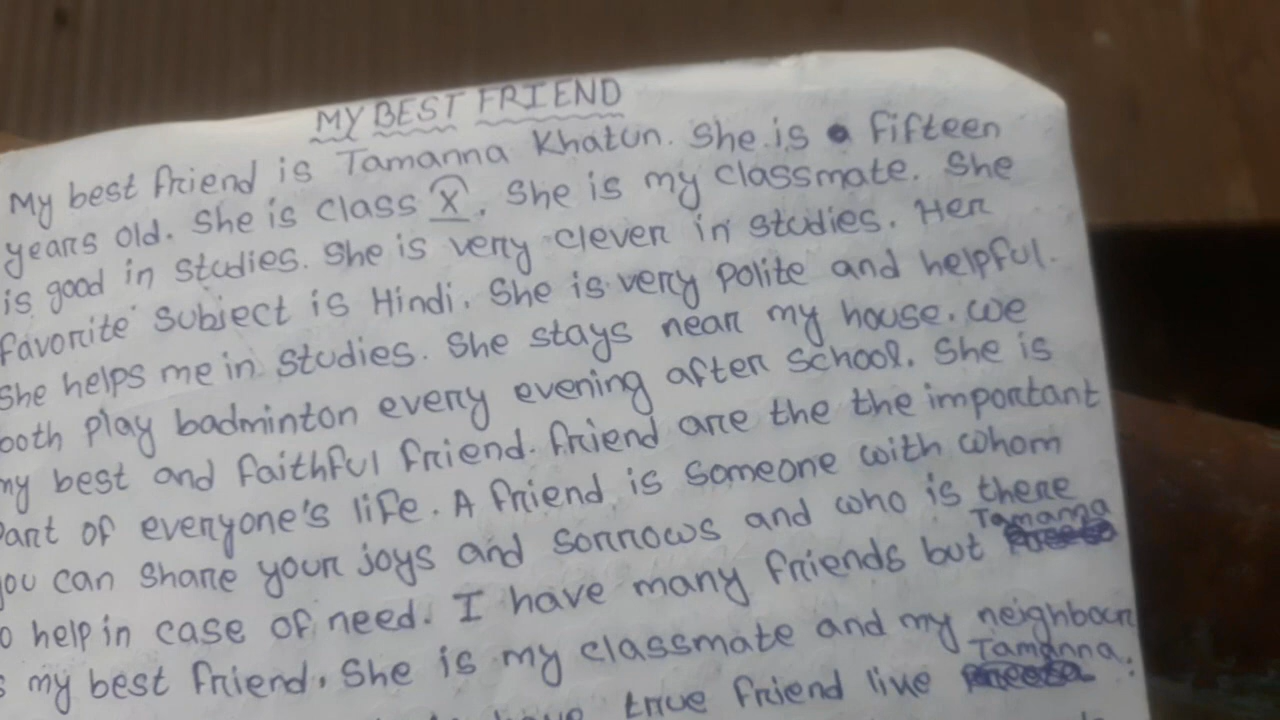 MY BEST FRIEND
My best friend is Tamanna Khatun. She is fifteen
years old. She is class X. She is my classmate. She
is good in studies. She is very clever in studies. Her
favorite subject is Hindi. She is very polite and helpful.
She helps me in studies. She stays near my house. We
both play badminton every evening after school. She is
my best and faithful friend. friend are the the important
Part of everyone's life. A friend is someone with whom
you can share your joys and sorrows and who is there
to help in case of need. I have many friends but Tamanna
s my best friend. She is my classmate and my neighbour
have true friend live Tamanna.